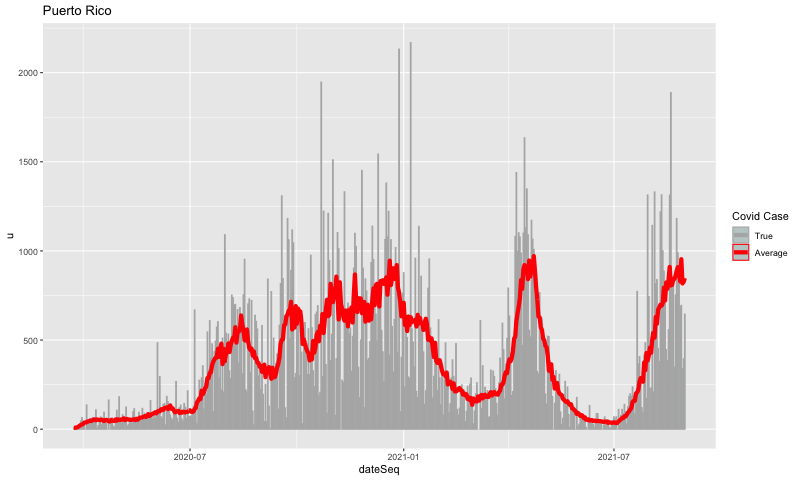 Puerto Rico
2000
1500
1000
500
0
u
2020-07
2021-01
2021-07
dateSeq
Covid Case
True
Average